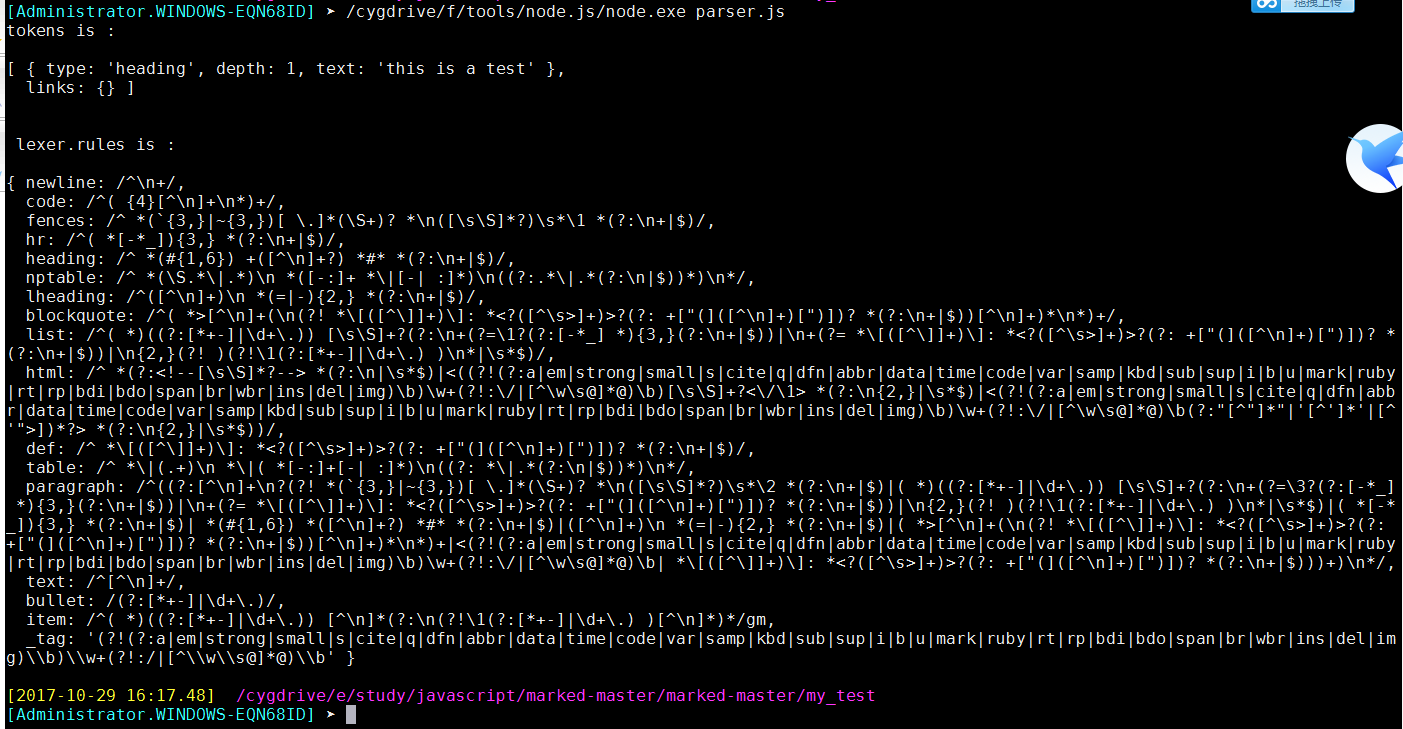 [Administrator.WINDOWS-EQN68ID] ➤ /cygdrive/f/tools/node.js/node.exe parser.js
拖拽上传
tokens is :
[ { type: 'heading', depth: 1, text: 'this is a test' },
  links: {} ]
 lexer.rules is :
{ newline: /^\n+/,
  code: /^( {4}[^\n]+\n*)+/,
  fences: /^ *(`{3,}|~{3,})[ \.]*(\S+)? *\n([\s\S]*?)\s*\1 *(?:\n+|$)/,
  hr: /^( *[-*_]){3,} *(?:\n+|$)/,
  heading: /^ *(#{1,6}) +([^\n]+?) *#* *(?:\n+|$)/,
  nptable: /^ *(\S.*\|.*)\n *([-:]+ *\|[-| :]*)\n((?:.*\|.*(?:\n|$))*)\n*/,
  lheading: /^([^\n]+)\n *(=|-){2,} *(?:\n+|$)/,
  blockquote: /^( *>[^\n]+(\n(?! *\[([^\]]+)\]: *<?([^\s>]+)>?(?: +["(]([^\n]+)[")])? *(?:\n+|$))[^\n]+)*\n*)+/,
  list: /^( *)((?:[*+-]|\d+\.)) [\s\S]+?(?:\n+(?=\1?(?:[-*_] *){3,}(?:\n+|$))|\n+(?= *\[([^\]]+)\]: *<?([^\s>]+)>?(?: +["(]([^\n]+)[")])? *
(?:\n+|$))|\n{2,}(?! )(?!\1(?:[*+-]|\d+\.) )\n*|\s*$)/,
  html: /^ *(?:<!--[\s\S]*?--> *(?:\n|\s*$)|<((?!(?:a|em|strong|small|s|cite|q|dfn|abbr|data|time|code|var|samp|kbd|sub|sup|i|b|u|mark|ruby
|rt|rp|bdi|bdo|span|br|wbr|ins|del|img)\b)\w+(?!:\/|[^\w\s@]*@)\b)[\s\S]+?<\/\1> *(?:\n{2,}|\s*$)|<(?!(?:a|em|strong|small|s|cite|q|dfn|abb
r|data|time|code|var|samp|kbd|sub|sup|i|b|u|mark|ruby|rt|rp|bdi|bdo|span|br|wbr|ins|del|img)\b)\w+(?!:\/|[^\w\s@]*@)\b(?:"[^"]*"|'[^']*'|[^
'">])*?> *(?:\n{2,}|\s*$))/,
  def: /^ *\[([^\]]+)\]: *<?([^\s>]+)>?(?: +["(]([^\n]+)[")])? *(?:\n+|$)/,
  table: /^ *\|(.+)\n *\|( *[-:]+[-| :]*)\n((?: *\|.*(?:\n|$))*)\n*/,
  paragraph: /^((?:[^\n]+\n?(?! *(`{3,}|~{3,})[ \.]*(\S+)? *\n([\s\S]*?)\s*\2 *(?:\n+|$)|( *)((?:[*+-]|\d+\.)) [\s\S]+?(?:\n+(?=\3?(?:[-*_]
 *){3,}(?:\n+|$))|\n+(?= *\[([^\]]+)\]: *<?([^\s>]+)>?(?: +["(]([^\n]+)[")])? *(?:\n+|$))|\n{2,}(?! )(?!\1(?:[*+-]|\d+\.) )\n*|\s*$)|( *[-*
_]){3,} *(?:\n+|$)| *(#{1,6}) *([^\n]+?) *#* *(?:\n+|$)|([^\n]+)\n *(=|-){2,} *(?:\n+|$)|( *>[^\n]+(\n(?! *\[([^\]]+)\]: *<?([^\s>]+)>?(?:
+["(]([^\n]+)[")])? *(?:\n+|$))[^\n]+)*\n*)+|<(?!(?:a|em|strong|small|s|cite|q|dfn|abbr|data|time|code|var|samp|kbd|sub|sup|i|b|u|mark|ruby
|rt|rp|bdi|bdo|span|br|wbr|ins|del|img)\b)\w+(?!:\/|[^\w\s@]*@)\b| *\[([^\]]+)\]: *<?([^\s>]+)>?(?: +["(]([^\n]+)[")])? *(?:\n+|$)))+)\n*/,
  text: /^[^\n]+/,
  bullet: /(?:[*+-]|\d+\.)/,
  item: /^( *)((?:[*+-]|\d+\.)) [^\n]*(?:\n(?!\1(?:[*+-]|\d+\.) )[^\n]*)*/gm,
  _tag: '(?!(?:a|em|strong|small|s|cite|q|dfn|abbr|data|time|code|var|samp|kbd|sub|sup|i|b|u|mark|ruby|rt|rp|bdi|bdo|span|br|wbr|ins|del|im
g)\\b)\\w+(?!:/|[^\\w\\s@]*@)\\b' }
[2017-10-29 16:17.48]  /cygdrive/e/study/javascript/marked-master/marked-master/my_test
[Administrator.WINDOWS-EQN68ID] ➤